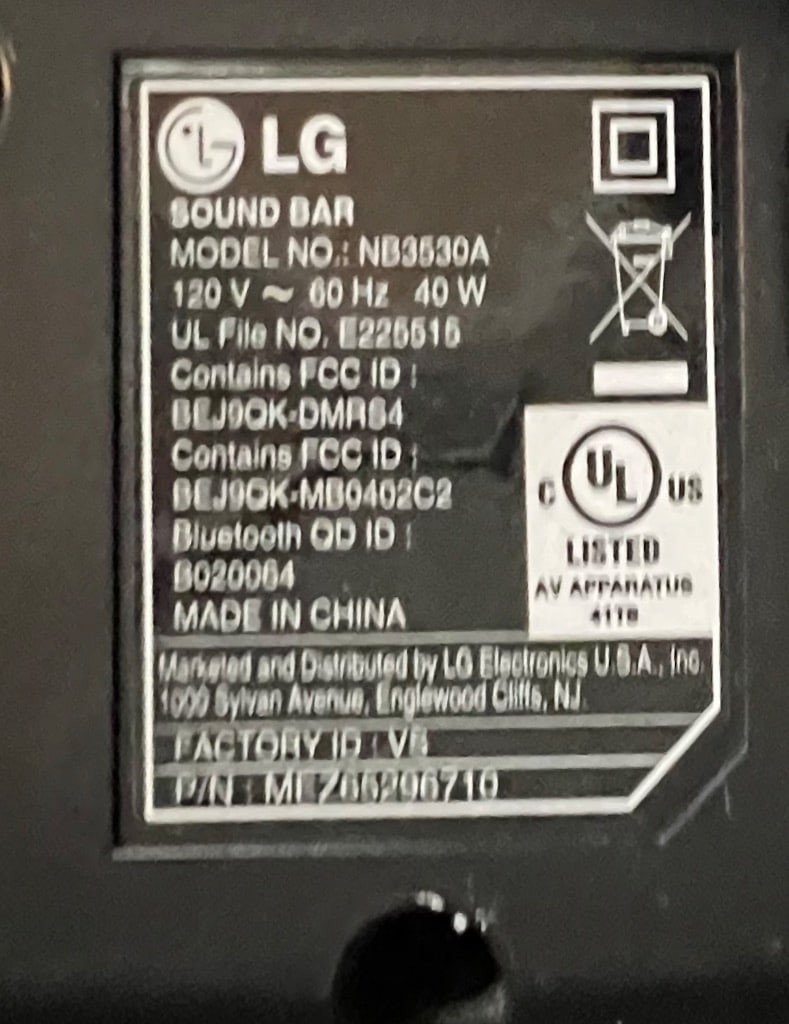 LG
SOUND BAR
MODEL NO.: NB3530A
120 V ~ 60 Hz 40 W
UL File NO. E225515
Contains FCC ID :
BEJ9QK-DMRS4
Contains FCC ID :
BEJ9QK-MB0402C2
Bluetooth QD ID :
B020064
MADE IN CHINA
C UL US
LISTED
AV APPARATUS
Marketed and Distributed by LG Electronics U.S.A., Inc.
1000 Sylvan Avenue, Englewood Cliffs, NJ.
FACTORY ID :
P/N :